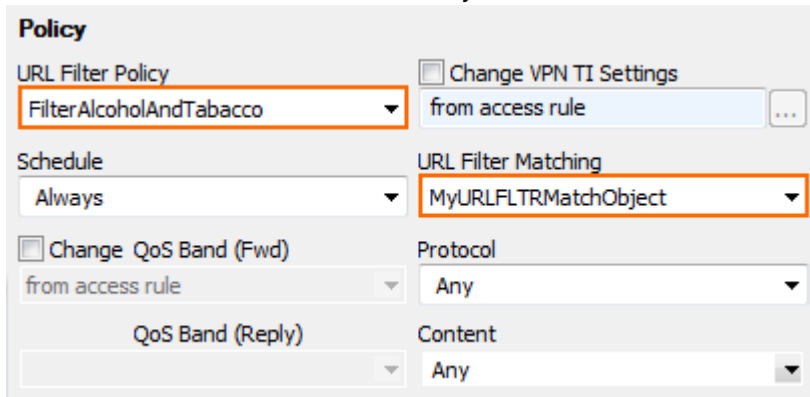 Policy
URL Filter Policy
Change VPN TI Settings
FilterAlcoholAndTabacco
from access rule
...
Schedule
URL Filter Matching
Always
MyURLFLTRMatchObject
Change QoS Band (Fwd)
Protocol
from access rule
Any
QoS Band (Reply)
Content
Any